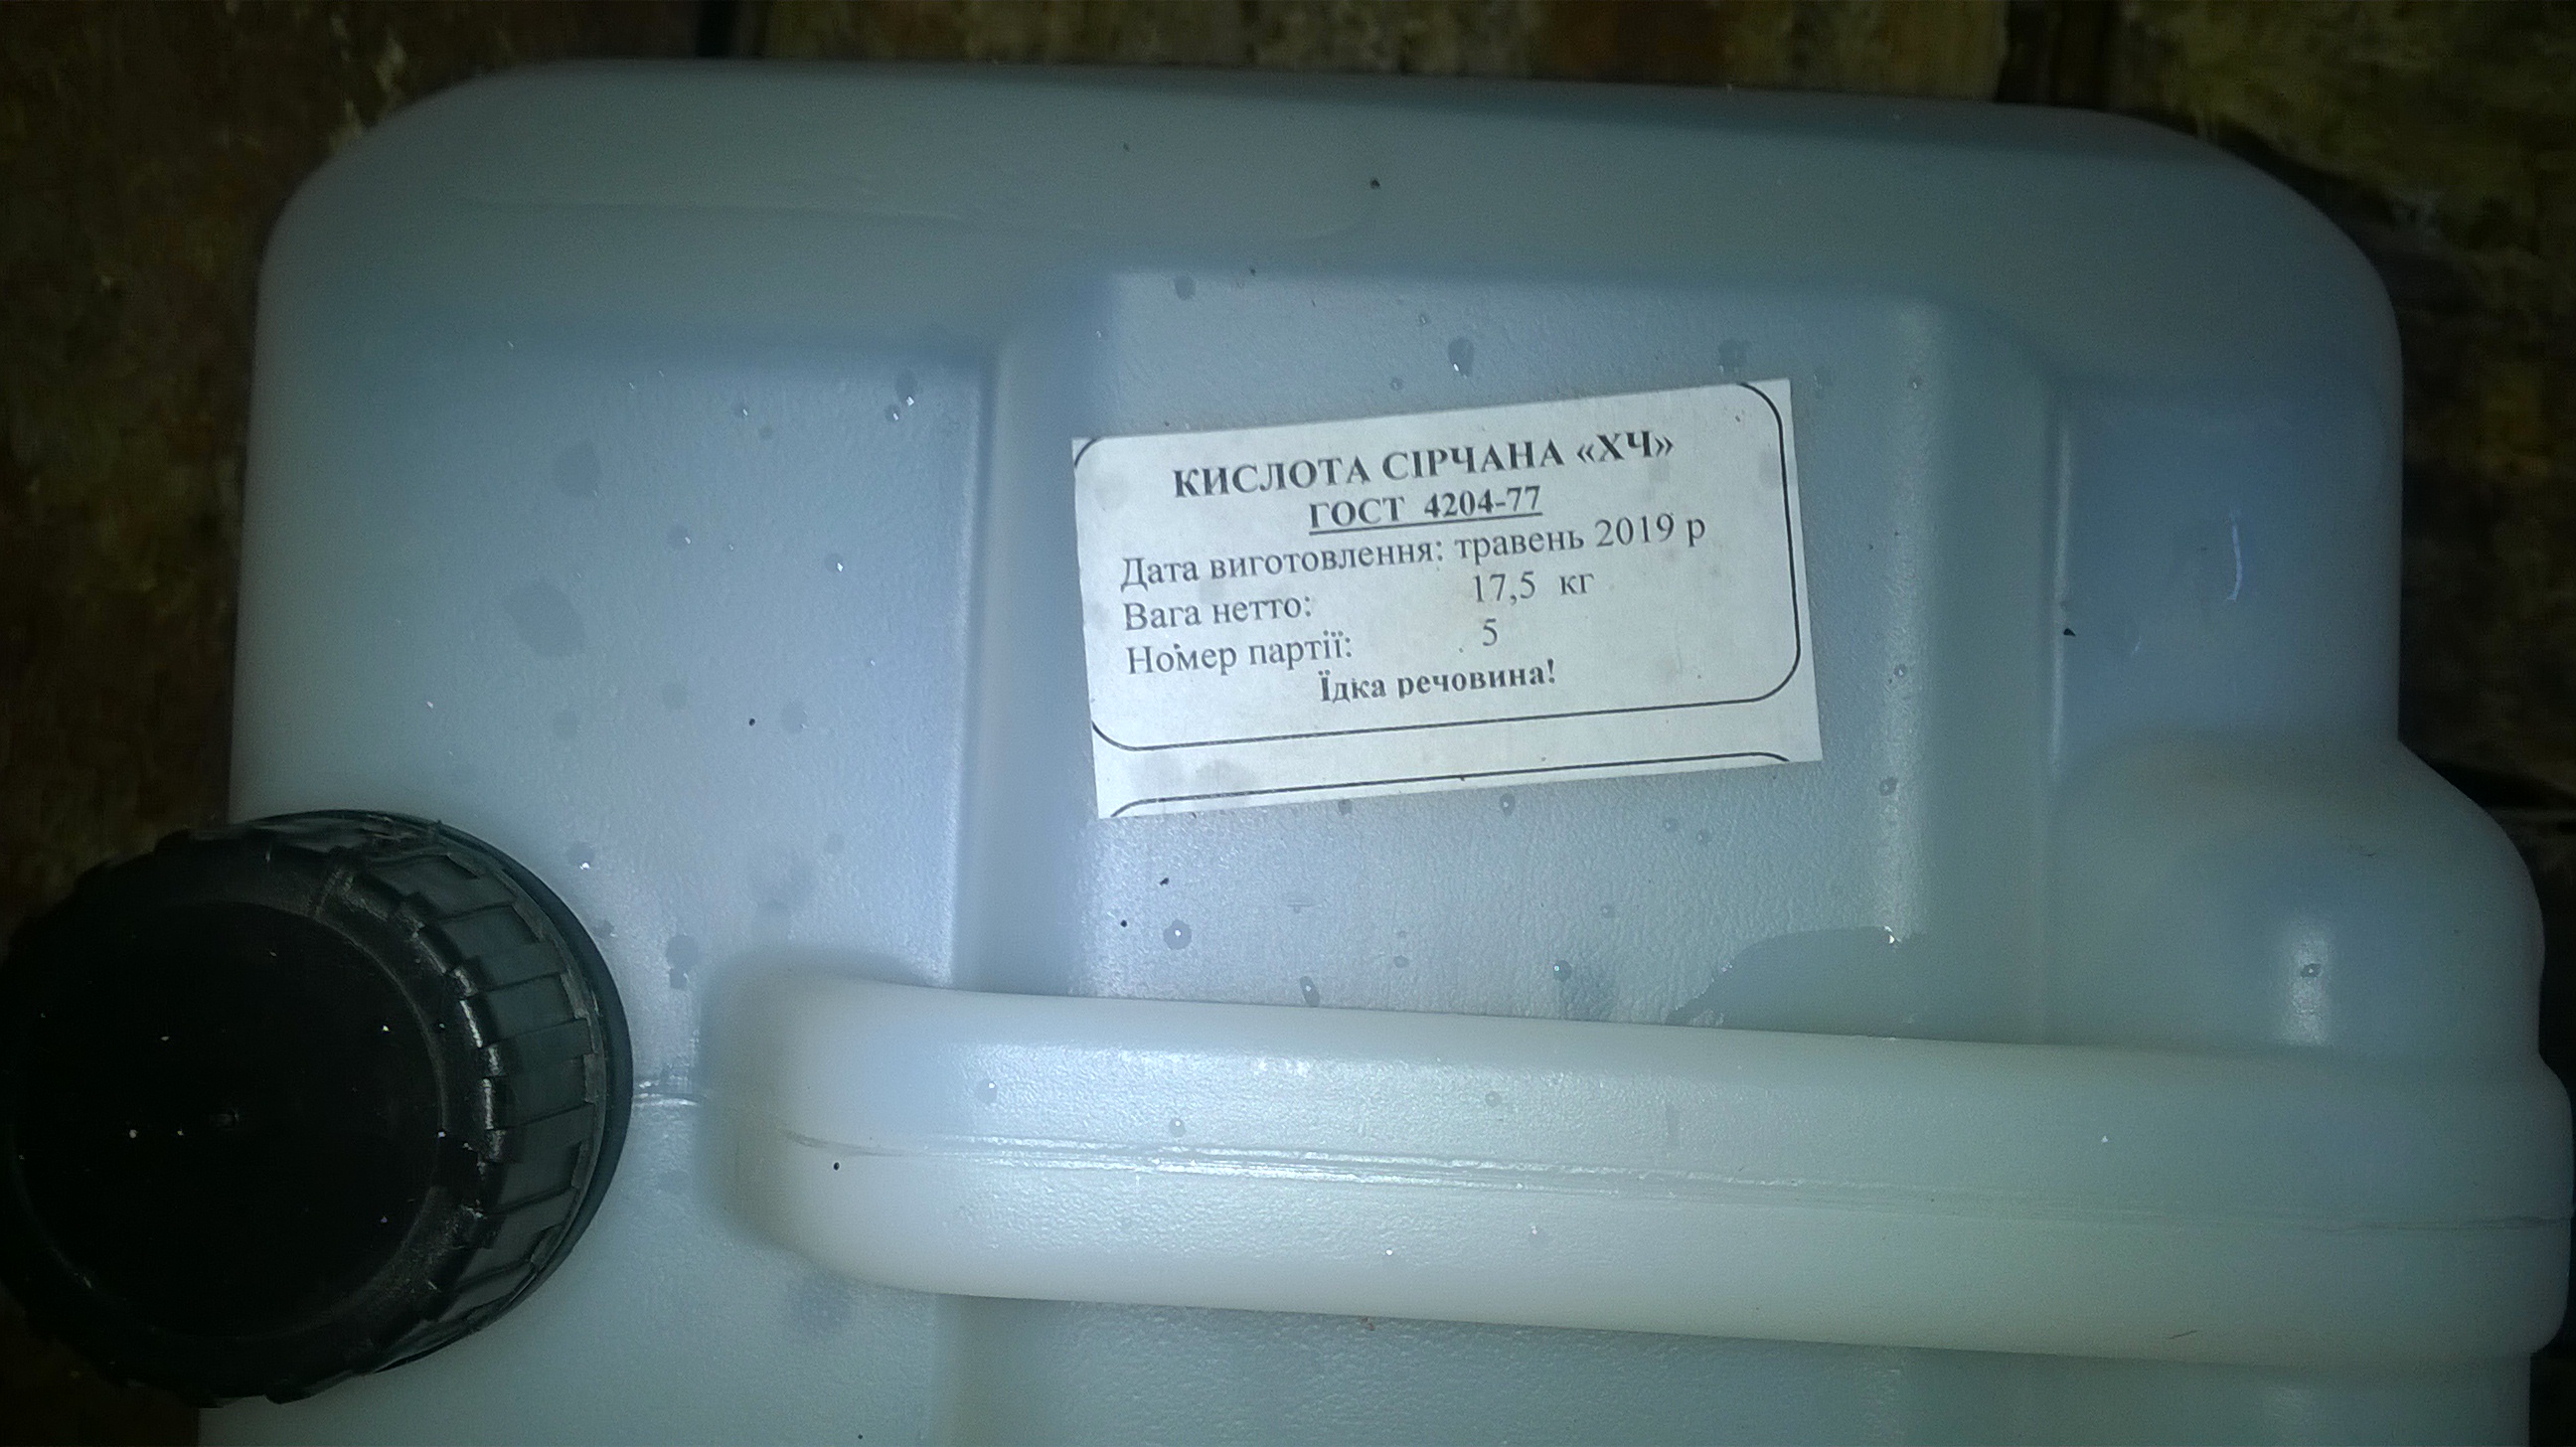 КИСЛОТА СІРЧАНА «ХЧ»
ГОСТ 4204-77
Дата виготовлення: травень 2019 р
Вага нетто: 17,5 кг
Номер партії: 5
Їдка речовина!